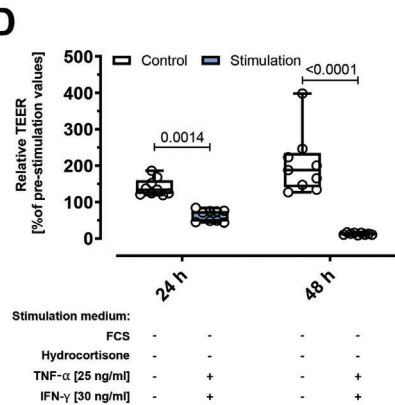 D
500
400
300
200
100
0
Relative TEER
[%of pre-stimulation values]
Control Stimulation
0.0014
<0.0001
24 h 48 h
Stimulation medium:
FCS - - - -
Hydrocortisone - - - -
TNF-α [25 ng/ml] - + - +
IFN-γ [30 ng/ml] - + - +